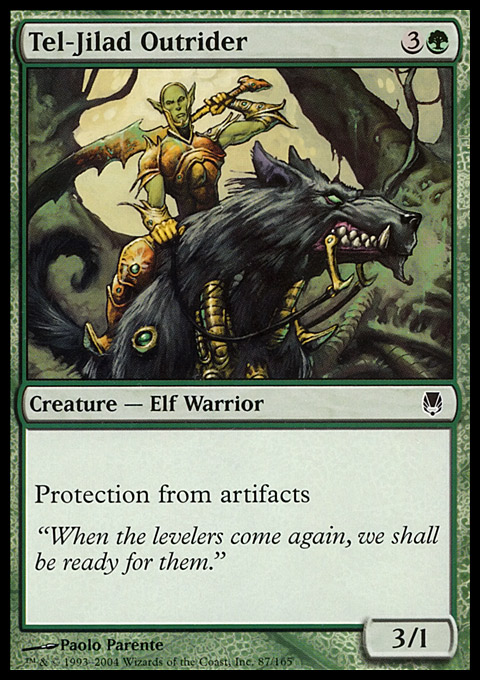 Tel-Jilad Outrider 3
Creature — Elf Warrior
Protection from artifacts
“When the levelers come again, we shall
be ready for them.”
Paolo Parente
3/1
™ & © 1993–2004 Wizards of the Coast, Inc. 87/165